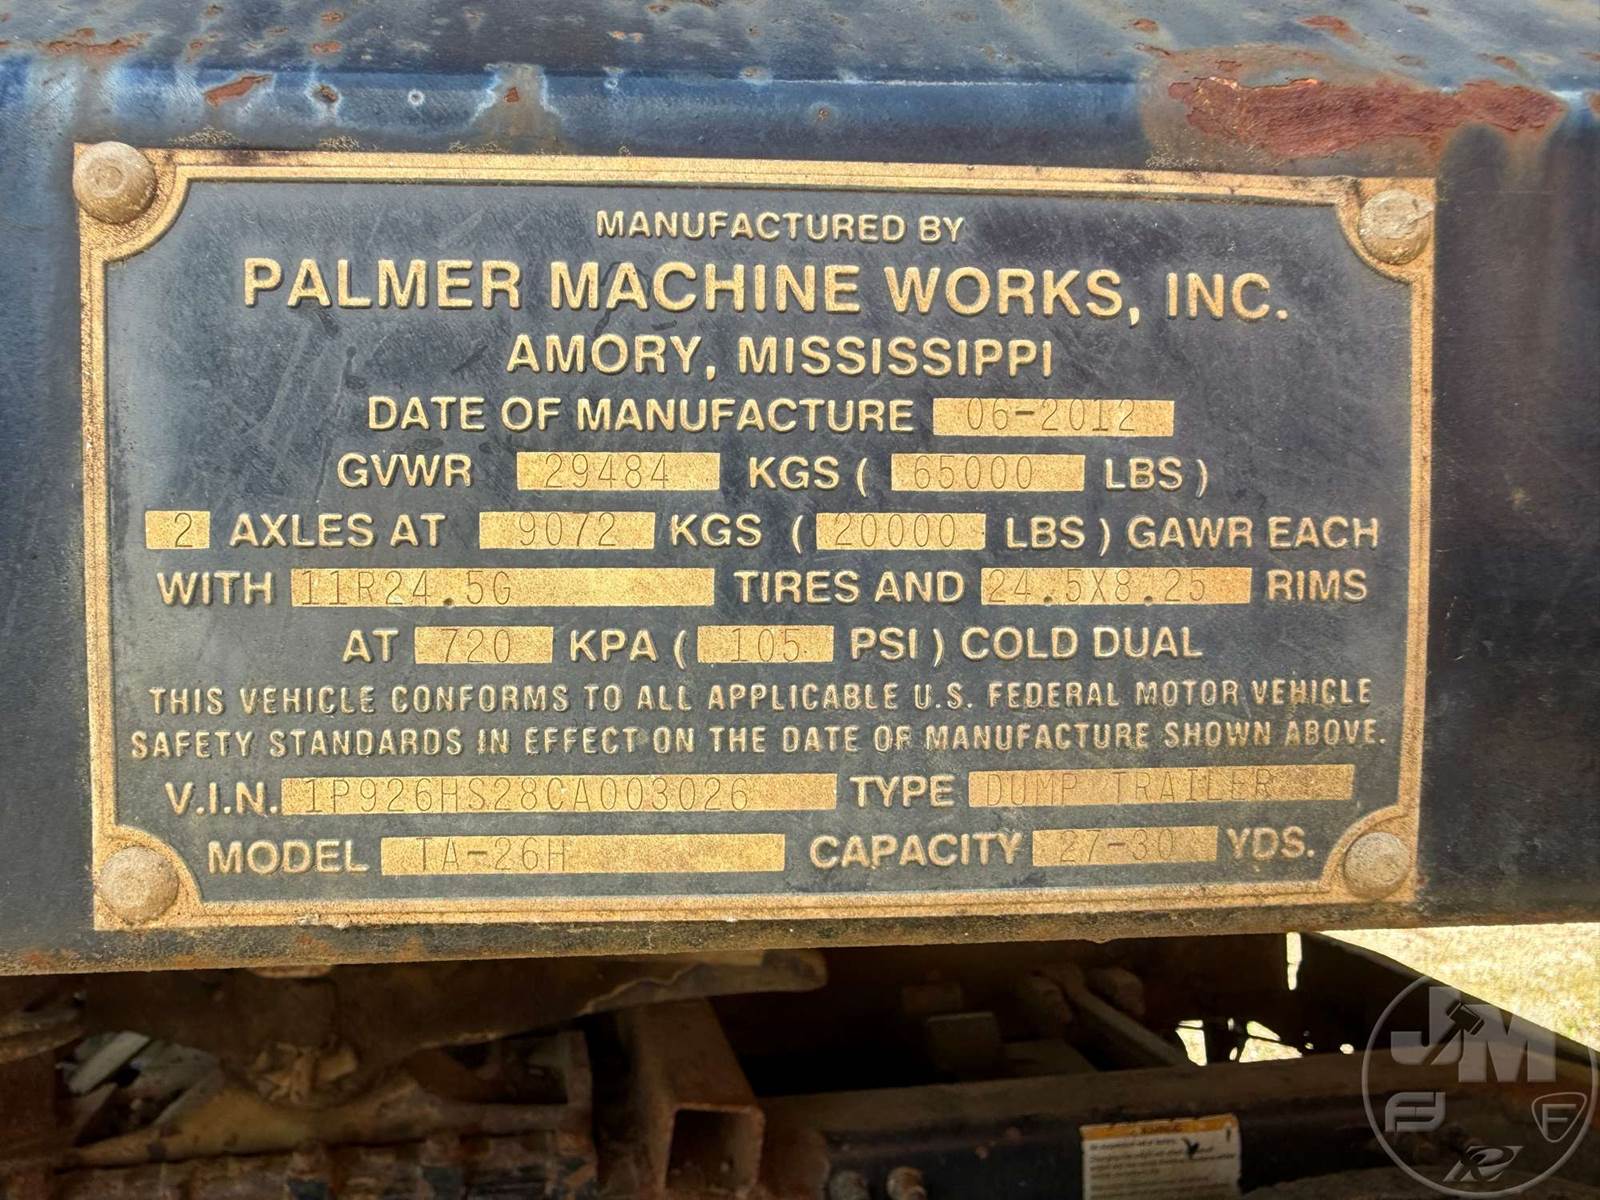 MANUFACTURED BY
PALMER MACHINE WORKS, INC.
AMORY, MISSISSIPPI
DATE OF MANUFACTURE 06-2012
GVWR 29484 KGS ( 65000 LBS )
2 AXLES AT 9072 KGS ( 20000 LBS ) GAWR EACH
WITH 11R24.5G TIRES AND 24.5X8.25 RIMS
AT 720 KPA ( 105 PSI ) COLD DUAL
THIS VEHICLE CONFORMS TO ALL APPLICABLE U.S. FEDERAL MOTOR VEHICLE
SAFETY STANDARDS IN EFFECT ON THE DATE OF MANUFACTURE SHOWN ABOVE.
V.I.N. 1P926HS28CA003026 TYPE DUMP TRAILER
MODEL TA-26H CAPACITY 27-30 YDS.
JM